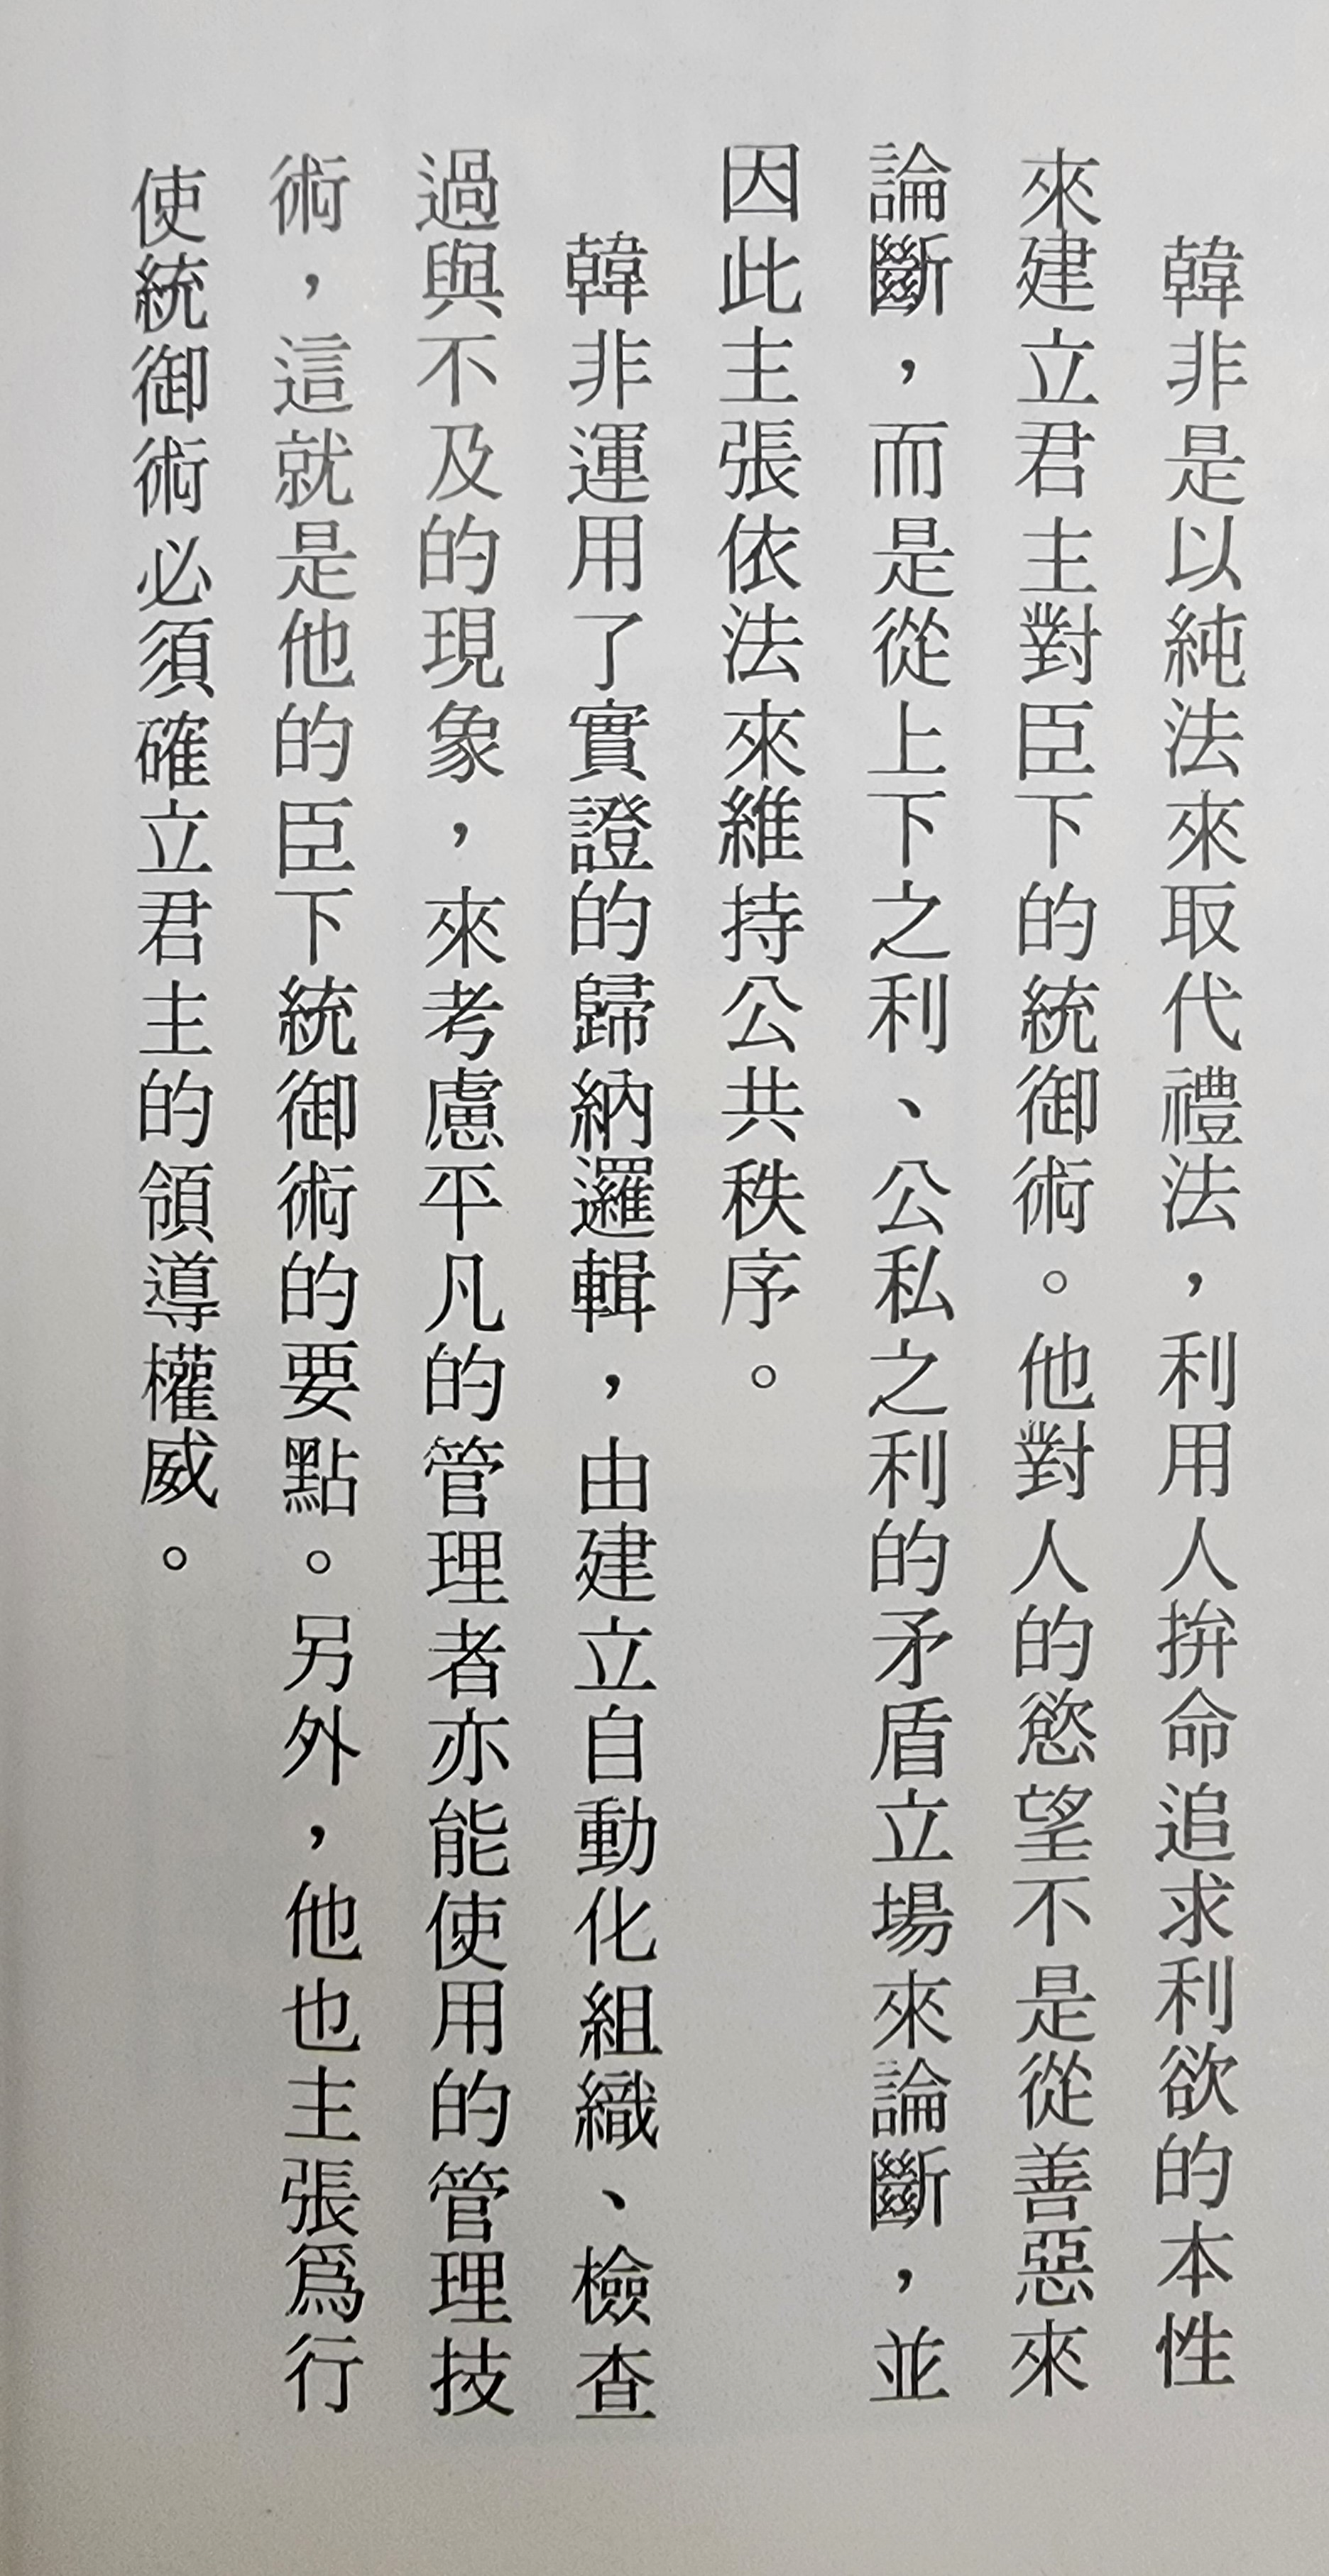 韓非是以純法來取代禮法，利用人拚命追求利欲的本性
來建立君主對臣下的統御術。他對人的慾望不是從善惡來
論斷，而是從上下之利、公私之利的矛盾立場來論斷，並
因此主張依法來維持公共秩序。
韓非運用了實證的歸納邏輯，由建立自動化組織、檢查
過與不及的現象，來考慮平凡的管理者亦能使用的管理技
術，這就是他的臣下統御術的要點。另外，他也主張爲行
使統御術必須確立君主的領導權威。